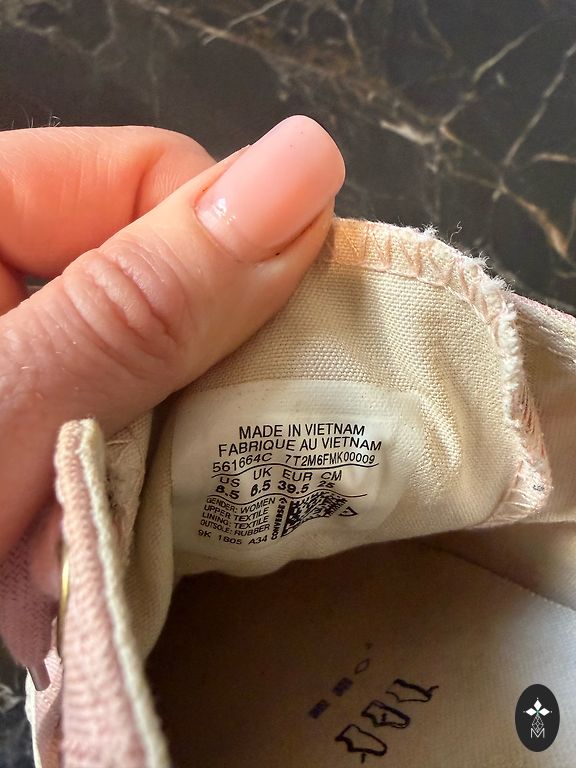 MADE IN VIETNAM
FABRIQUE AU VIETNAM
561664C 7T2M6FMK00009
US UK EUR CM
8.5 6.5 39.5 25
GENDER: WOMEN
UPPER: TEXTILE
LINING: TEXTILE
OUTSOLE: RUBBER
CONVERSE
9K 1805 A34
M